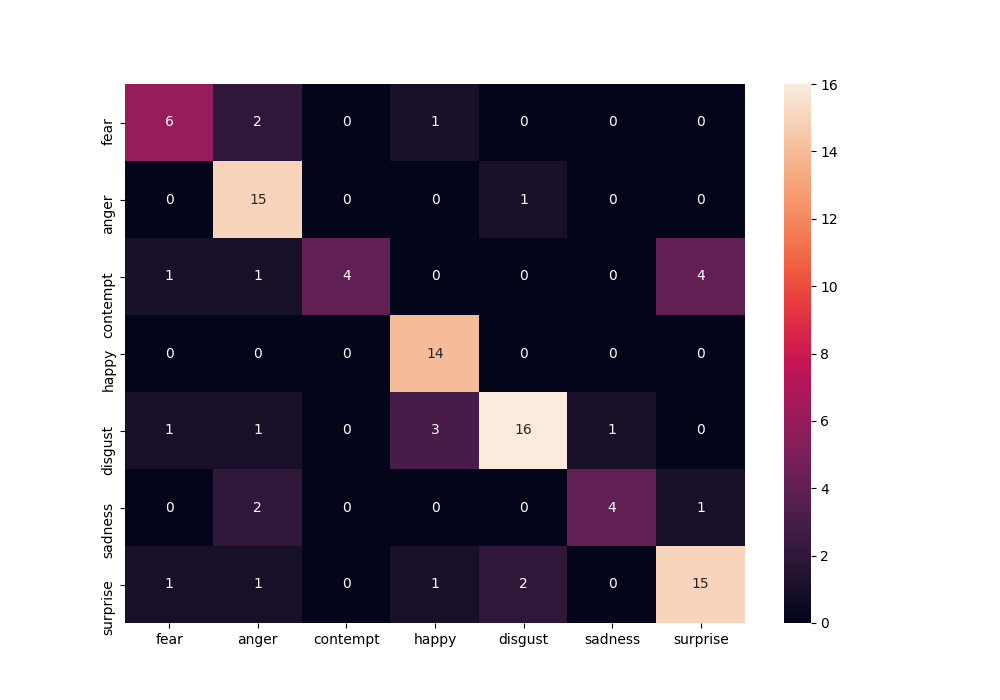 fear 6 2 0 1 0 0 0
anger 0 15 0 0 1 0 0
contempt 1 1 4 0 0 0 4
happy 0 0 0 14 0 0 0
disgust 1 1 0 3 16 1 0
sadness 0 2 0 0 0 4 1
surprise 1 1 0 1 2 0 15
fear anger contempt happy disgust sadness surprise
16
14
12
10
8
6
4
2
0